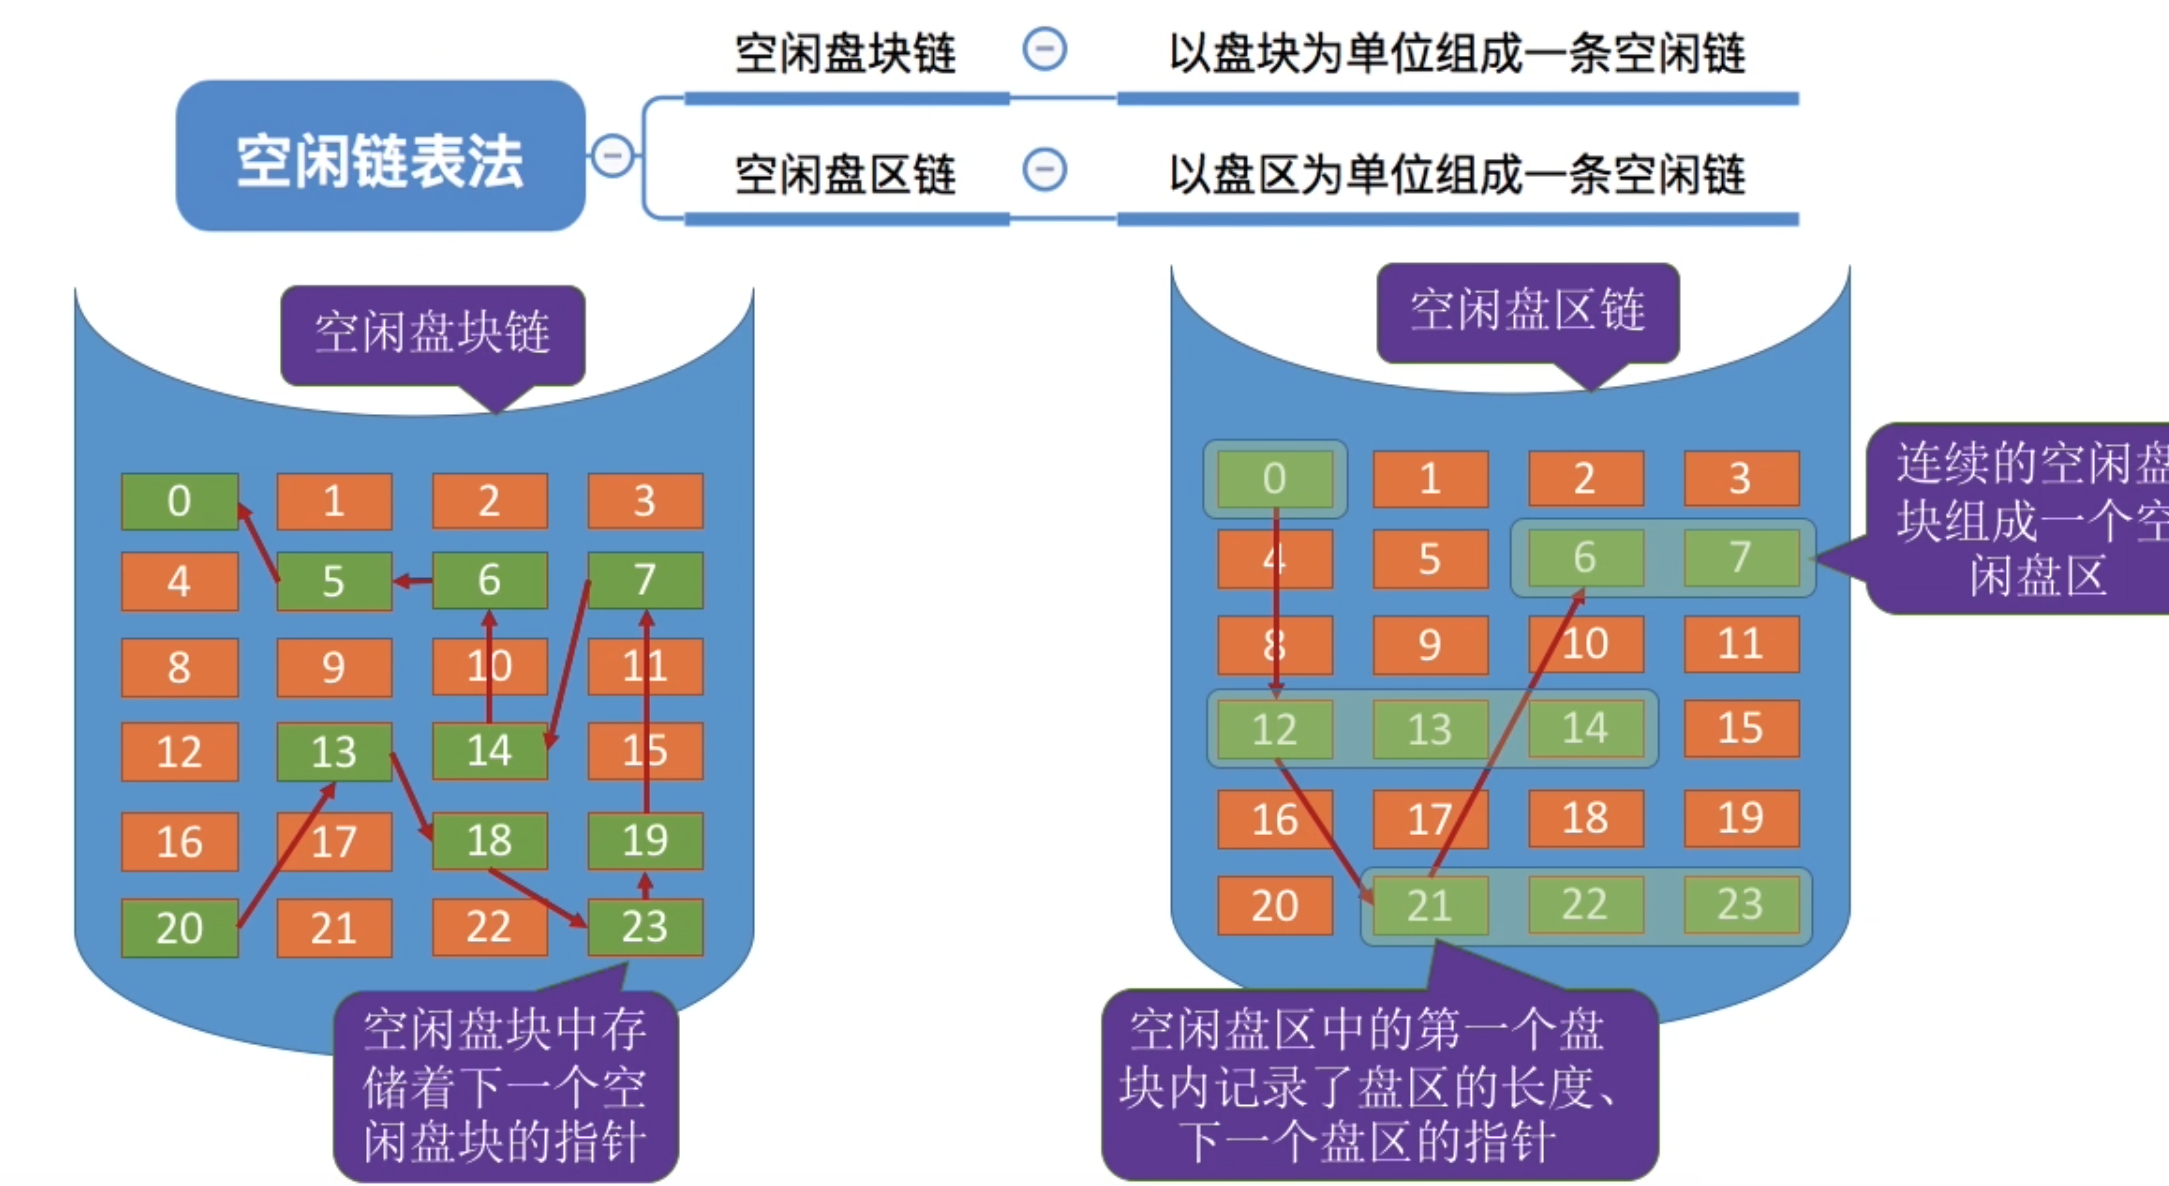 空闲盘块链
以盘块为单位组成一条空闲链
空闲链表法
空闲盘区链
以盘区为单位组成一条空闲链
空闲盘块链
0 1 2 3
4 5 6 7
8 9 10 11
12 13 14 15
16 17 18 19
20 21 22 23
空闲盘块中存
储着下一个空
闲盘块的指针
空闲盘区链
0 1 2 3
4 5 6 7
8 9 10 11
12 13 14 15
16 17 18 19
20 21 22 23
连续的空闲盘
块组成一个空
闲盘区
空闲盘区中的第一个盘
块内记录了盘区的长度、
下一个盘区的指针